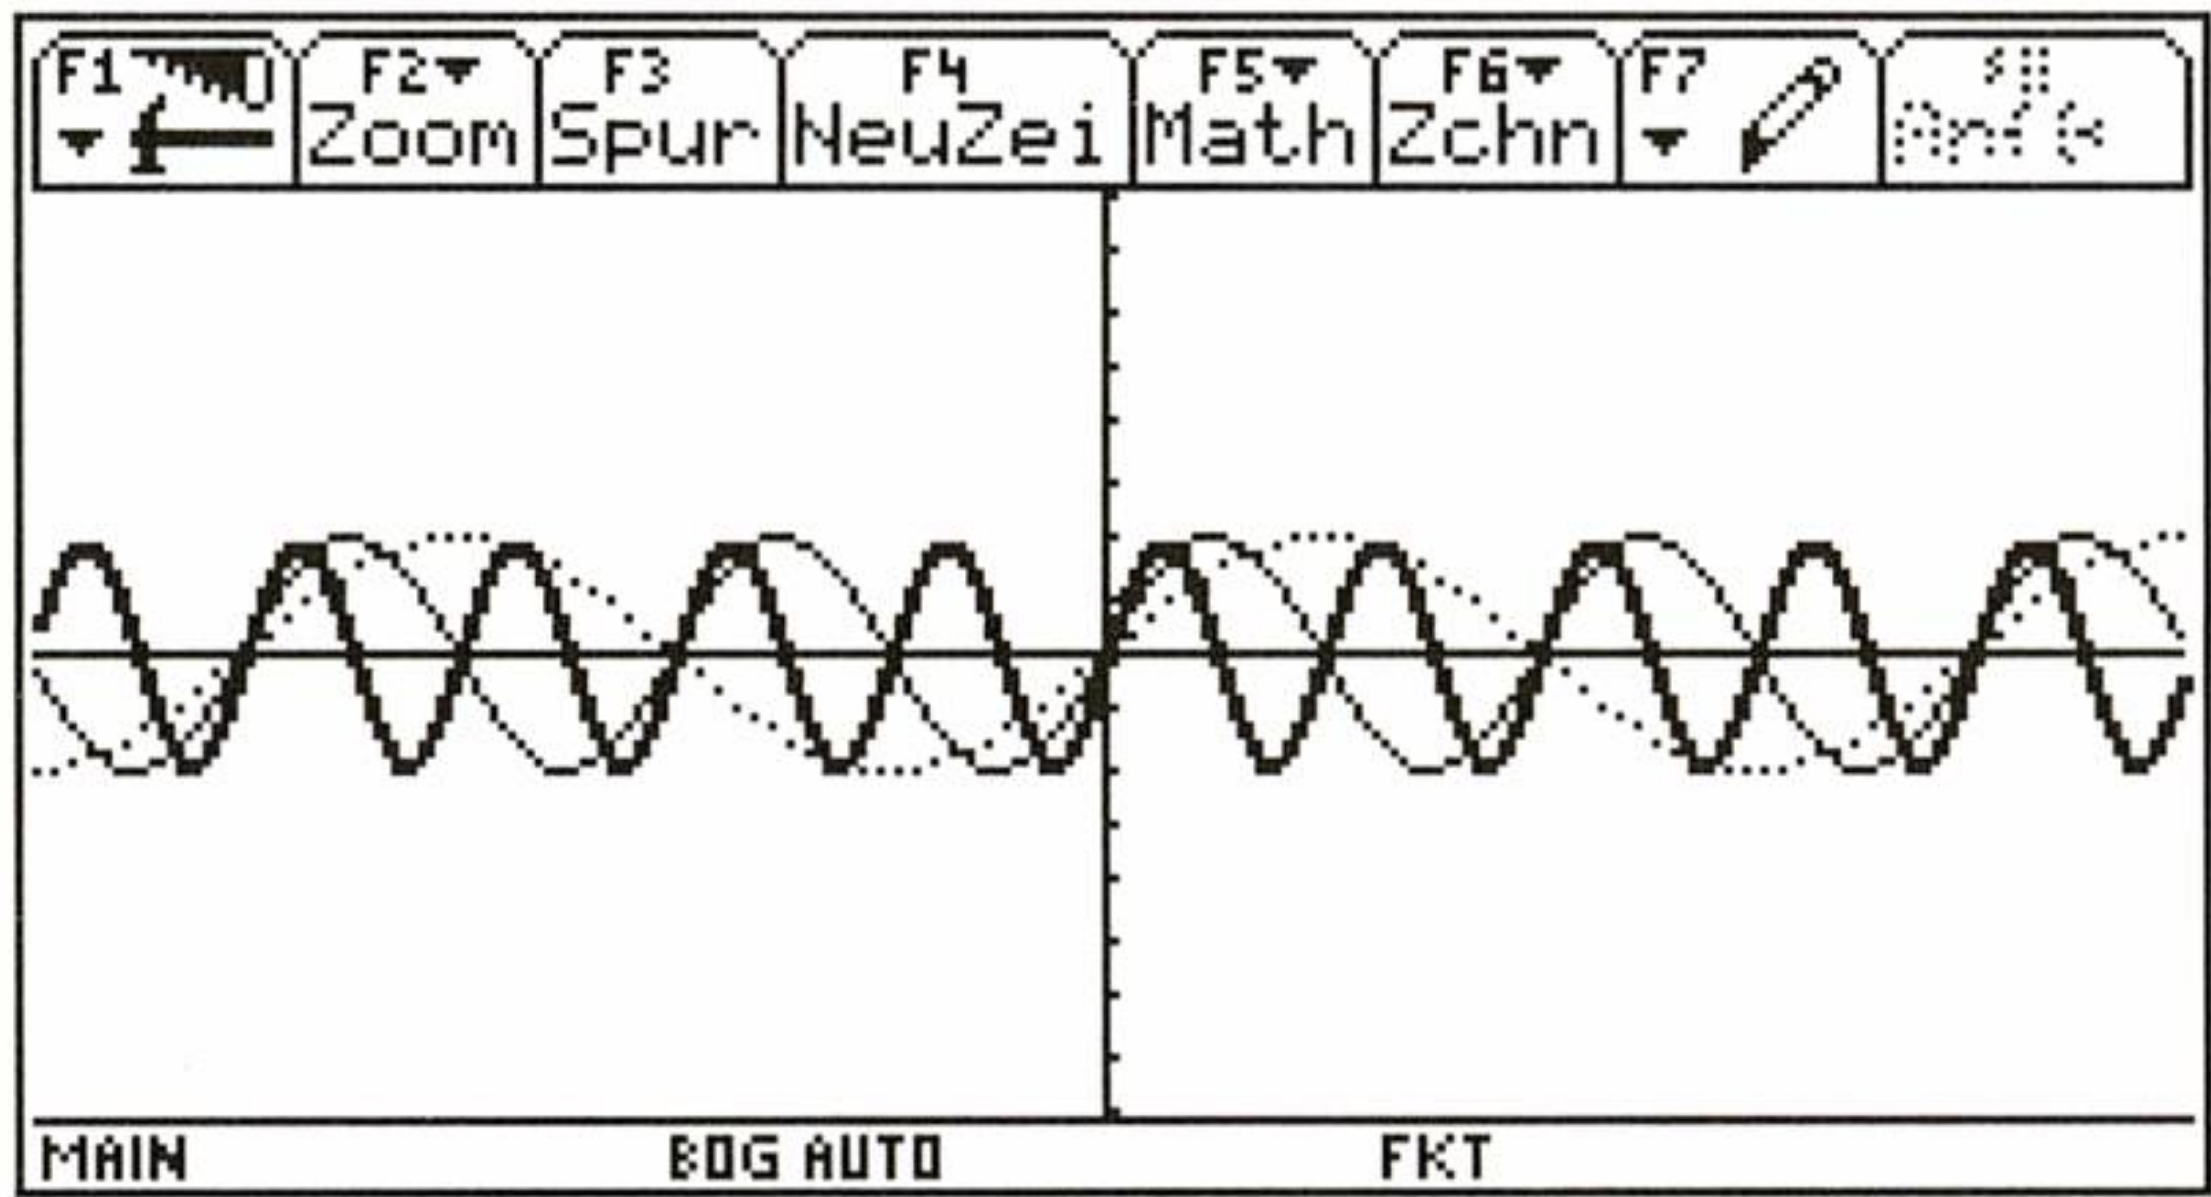 F1 F2 F3 F4 F5 F6 F7
Zoom Spur NeuZei Math Zchn
MAIN BOG AUTO FKT